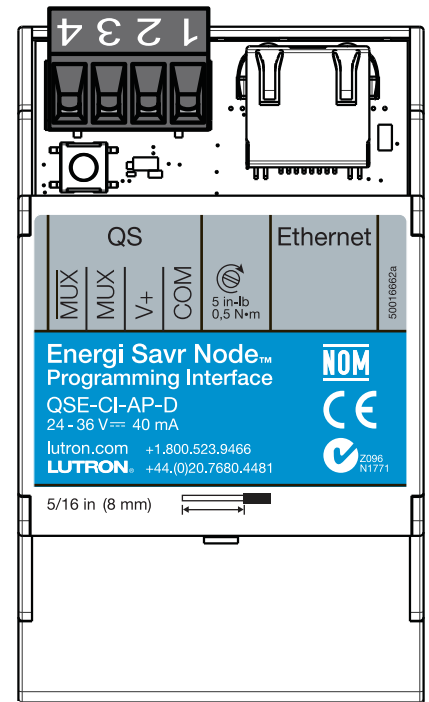 4 3 2 1
QS
Ethernet
M̅U̅X̅
MUX
V+
COM
5 in-lb
0,5 N•m
50016662a
Energi Savr Node™
Programming Interface
QSE-CI-AP-D
24 - 36 V⎓ 40 mA
lutron.com +1.800.523.9466
LUTRON® +44.(0)20.7680.4481
NOM
CE
Z096
N1771
5/16 in (8 mm)